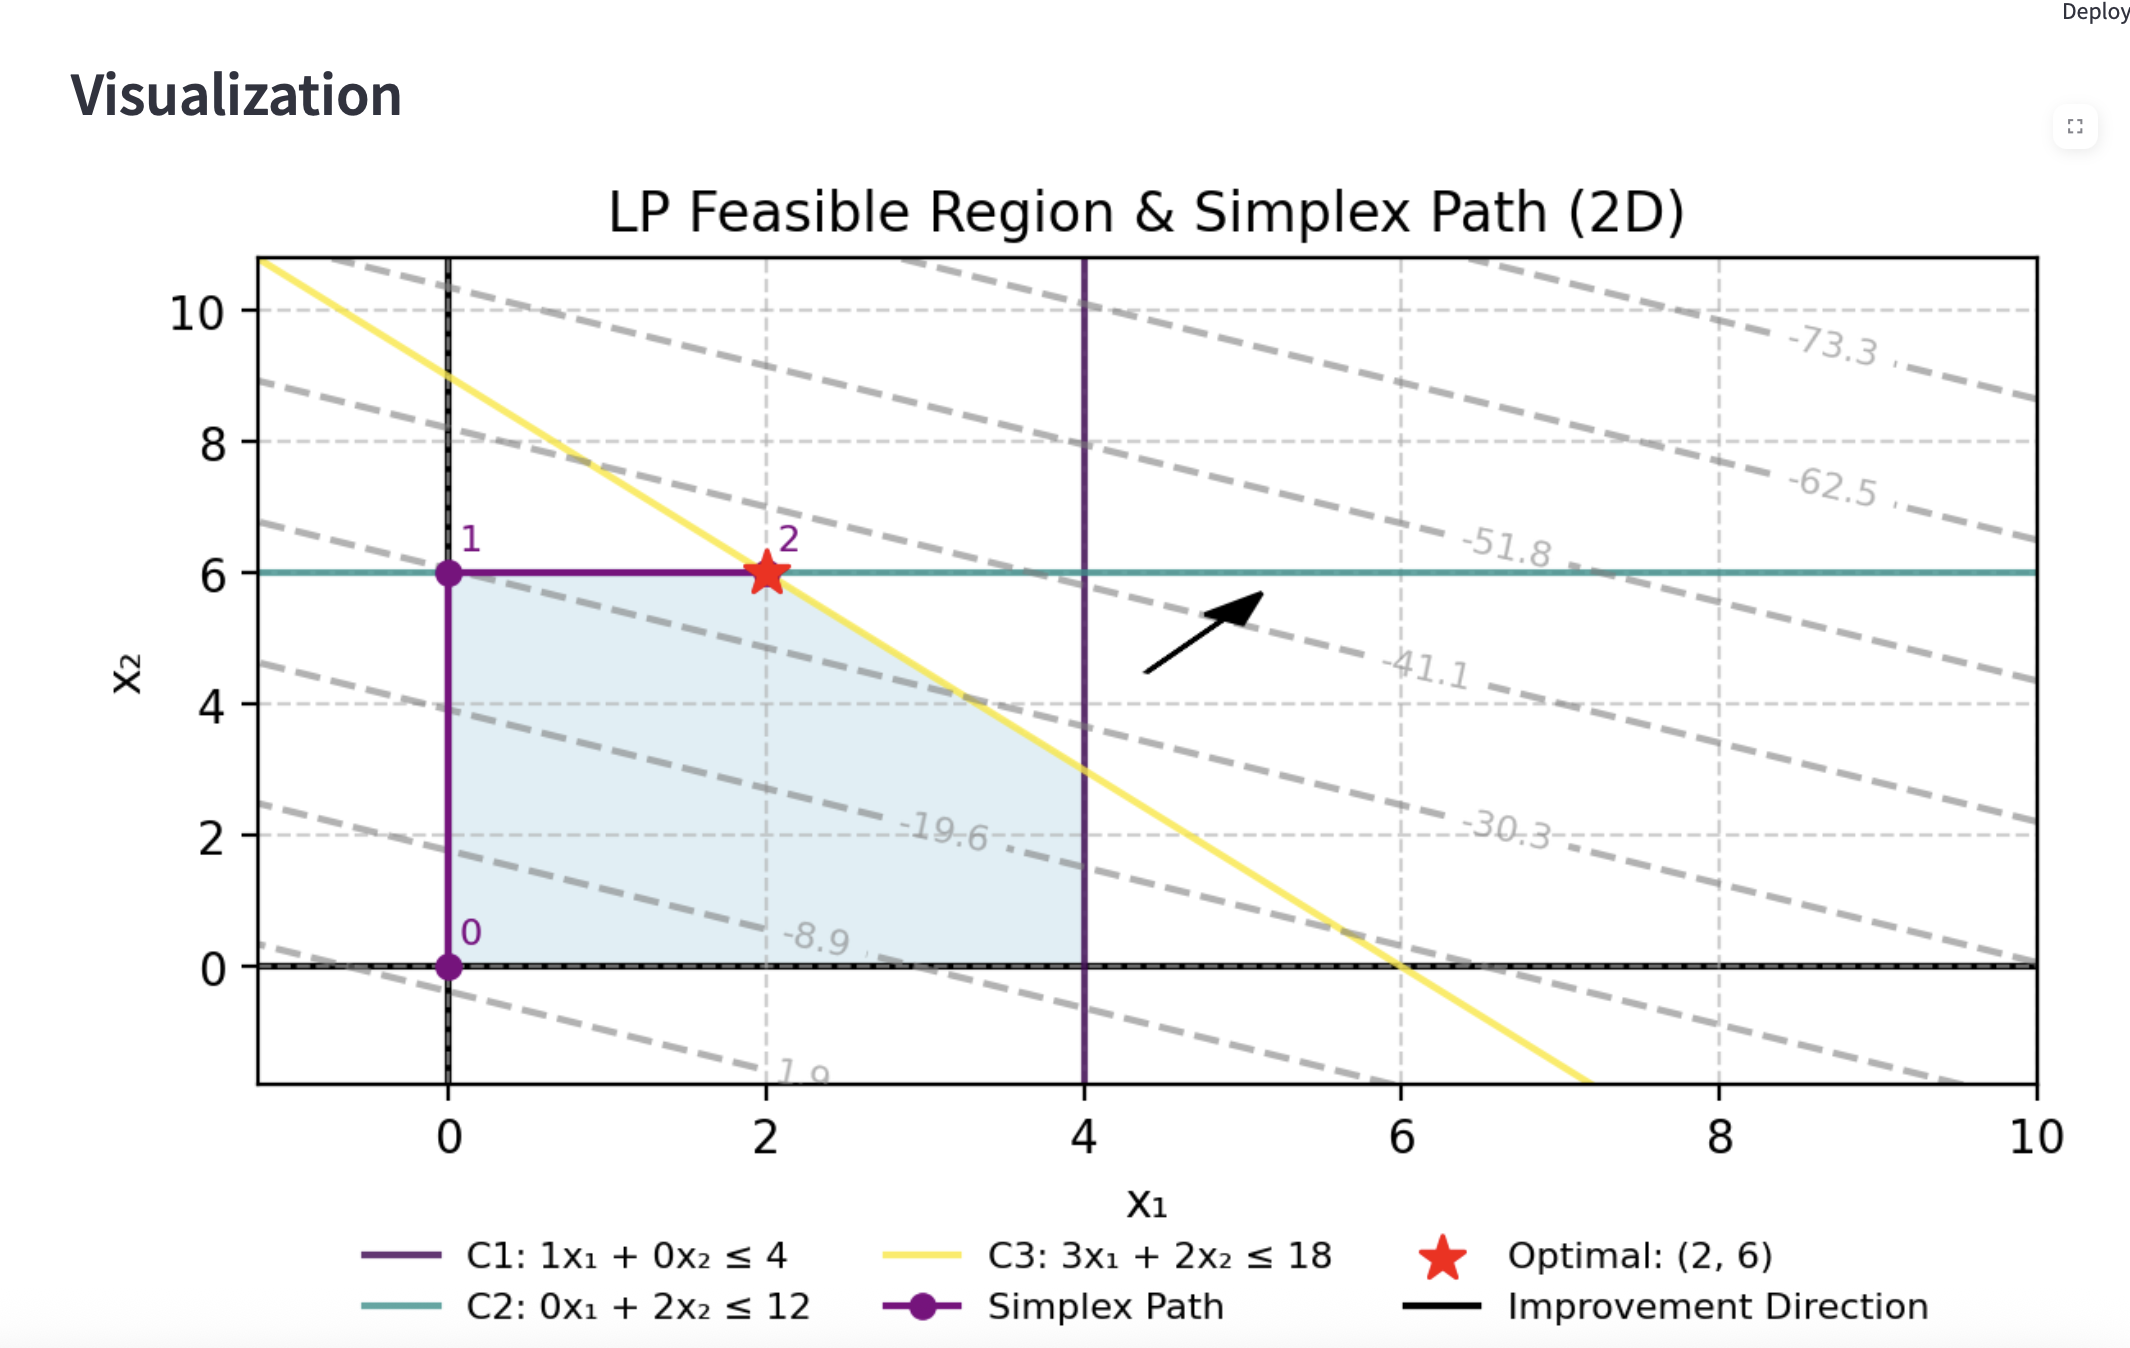 Deploy
Visualization
LP Feasible Region & Simplex Path (2D)
10
8
6
4
2
0
x₂
-73.3
-62.5
-51.8
-41.1
-30.3
-19.6
-8.9
1.9
1
2
0
0
2
4
6
8
10
x₁
C1: 1x₁ + 0x₂ ≤ 4
C2: 0x₁ + 2x₂ ≤ 12
C3: 3x₁ + 2x₂ ≤ 18
Simplex Path
Optimal: (2, 6)
Improvement Direction